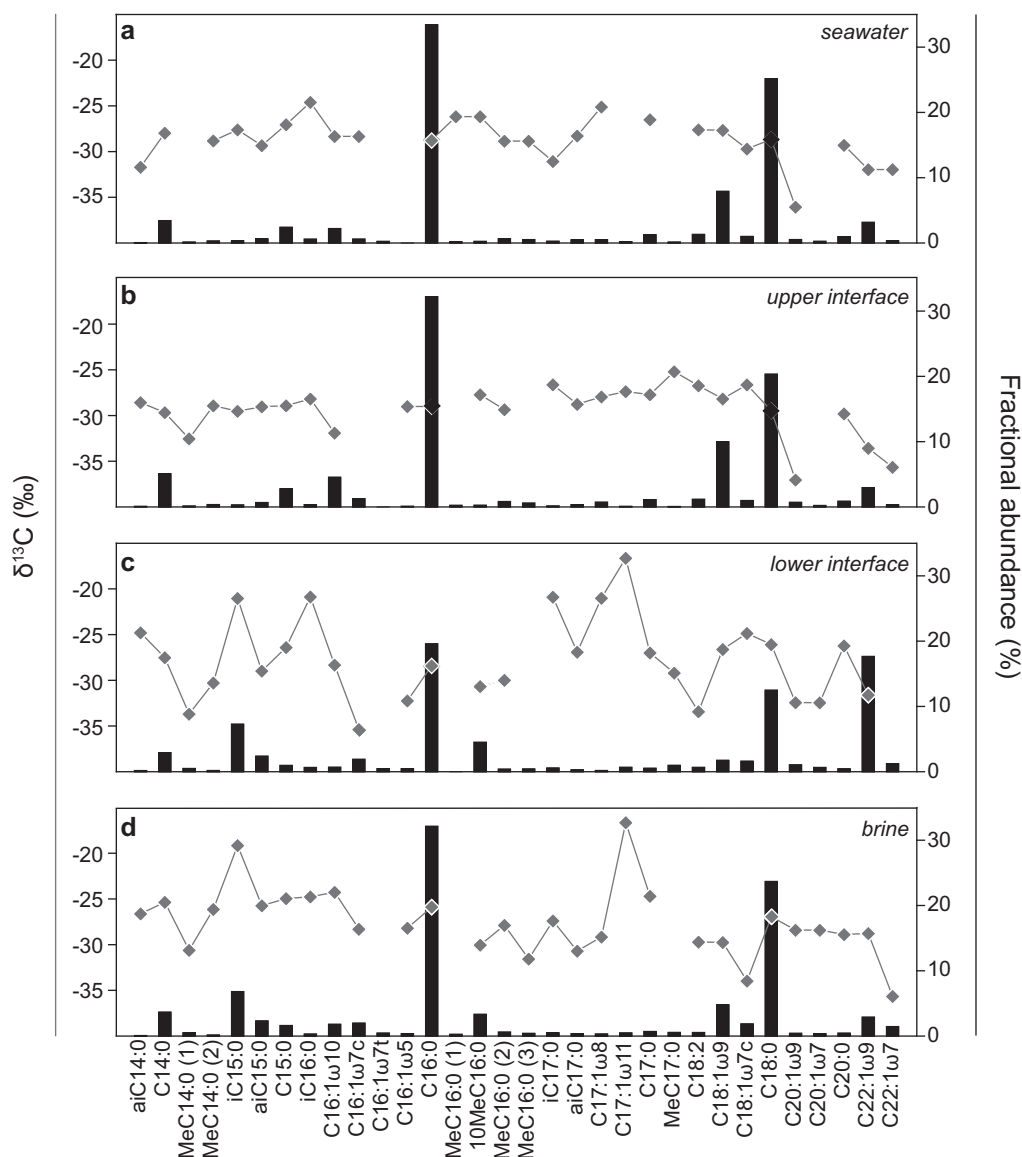 a
seawater
-20
-25
-30
-35
30
20
10
0
b
upper interface
-20
-25
-30
-35
30
20
10
0
c
lower interface
-20
-25
-30
-35
30
20
10
0
d
brine
-20
-25
-30
-35
30
20
10
0
δ¹³C (‰)
Fractional abundance (%)
aiC14:0
C14:0
MeC14:0 (1)
MeC14:0 (2)
iC15:0
aiC15:0
C15:0
iC16:0
C16:1ω10
C16:1ω7c
C16:1ω7t
C16:1ω5
C16:0
MeC16:0 (1)
10MeC16:0
MeC16:0 (2)
MeC16:0 (3)
iC17:0
aiC17:0
C17:1ω8
C17:1ω11
C17:0
MeC17:0
C18:2
C18:1ω9
C18:1ω7c
C18:0
C20:1ω9
C20:1ω7
C20:0
C22:1ω9
C22:1ω7